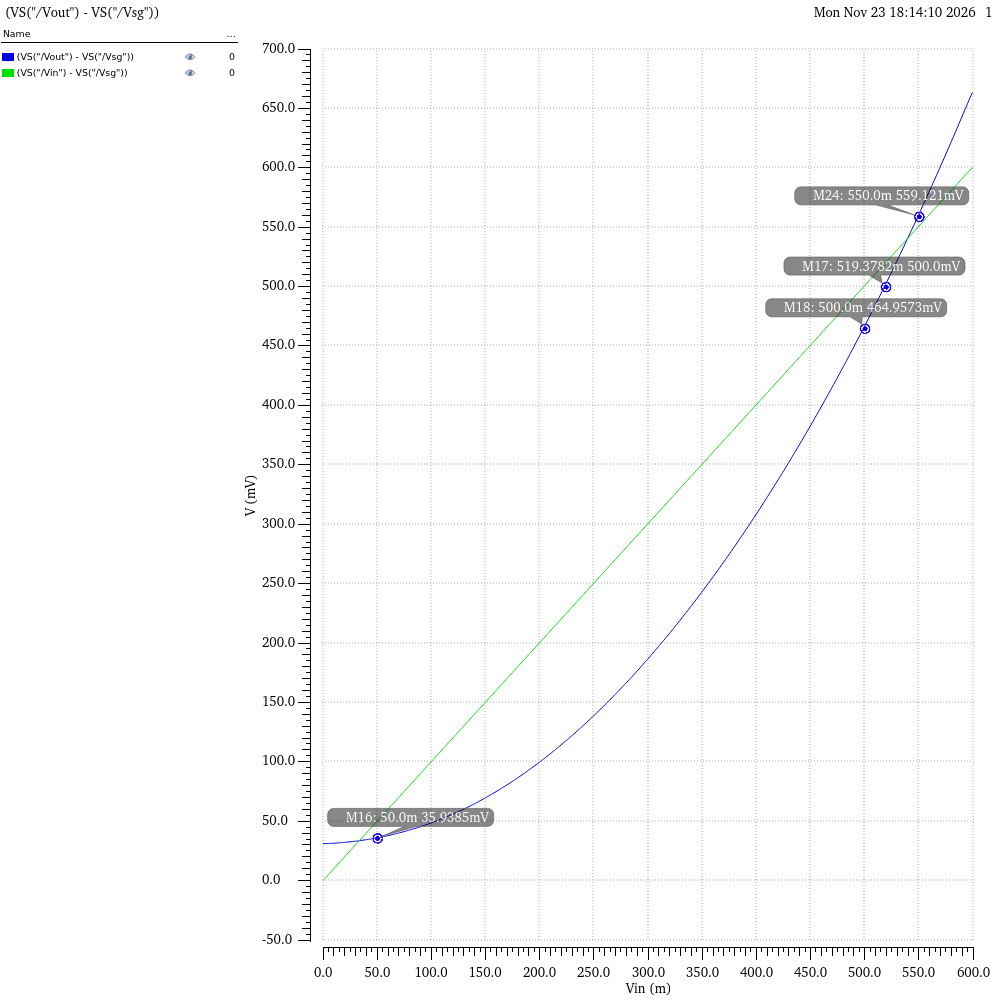 (VS("/Vout") - VS("/Vsg"))
Mon Nov 23 18:14:10 2026 1
Name ...
(VS("/Vout") - VS("/Vsg")) 0
(VS("/Vin") - VS("/Vsg")) 0
700.0
650.0
600.0
550.0
500.0
450.0
400.0
350.0
300.0
250.0
200.0
150.0
100.0
50.0
0.0
-50.0
V (mV)
M24: 550.0m 559.121mV
M17: 519.3782m 500.0mV
M18: 500.0m 464.9573mV
M16: 50.0m 35.9385mV
0.0 50.0 100.0 150.0 200.0 250.0 300.0 350.0 400.0 450.0 500.0 550.0 600.0
Vin (m)